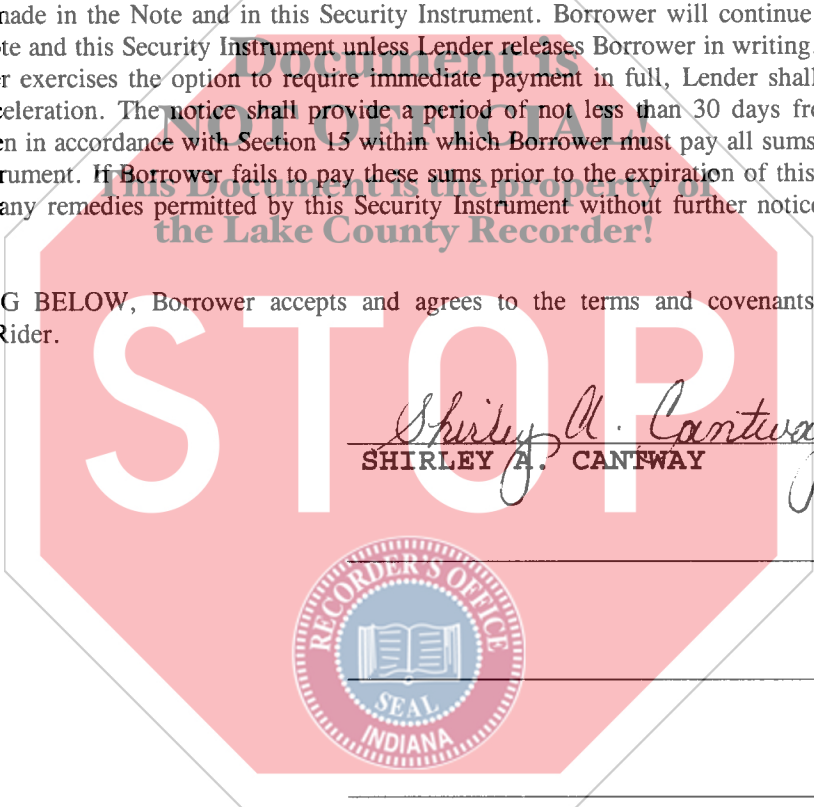 made in the Note and in this Security Instrument. Borrower will continue
te and this Security Instrument unless Lender releases Borrower in writing.
r exercises the option to require immediate payment in full, Lender shall
celeration. The notice shall provide a period of not less than 30 days fr
en in accordance with Section 15 within which Borrower must pay all sums
rument. If Borrower fails to pay these sums prior to the expiration of this
any remedies permitted by this Security Instrument without further notice
Document is
NOT OFFICIAL!
This Document is the property of
the Lake County Recorder!
G BELOW, Borrower accepts and agrees to the terms and covenants
Rider.
STOP
Shirley A. Cantway
SHIRLEY A. CANTWAY
RECORDER'S OFFICE
SEAL
INDIANA